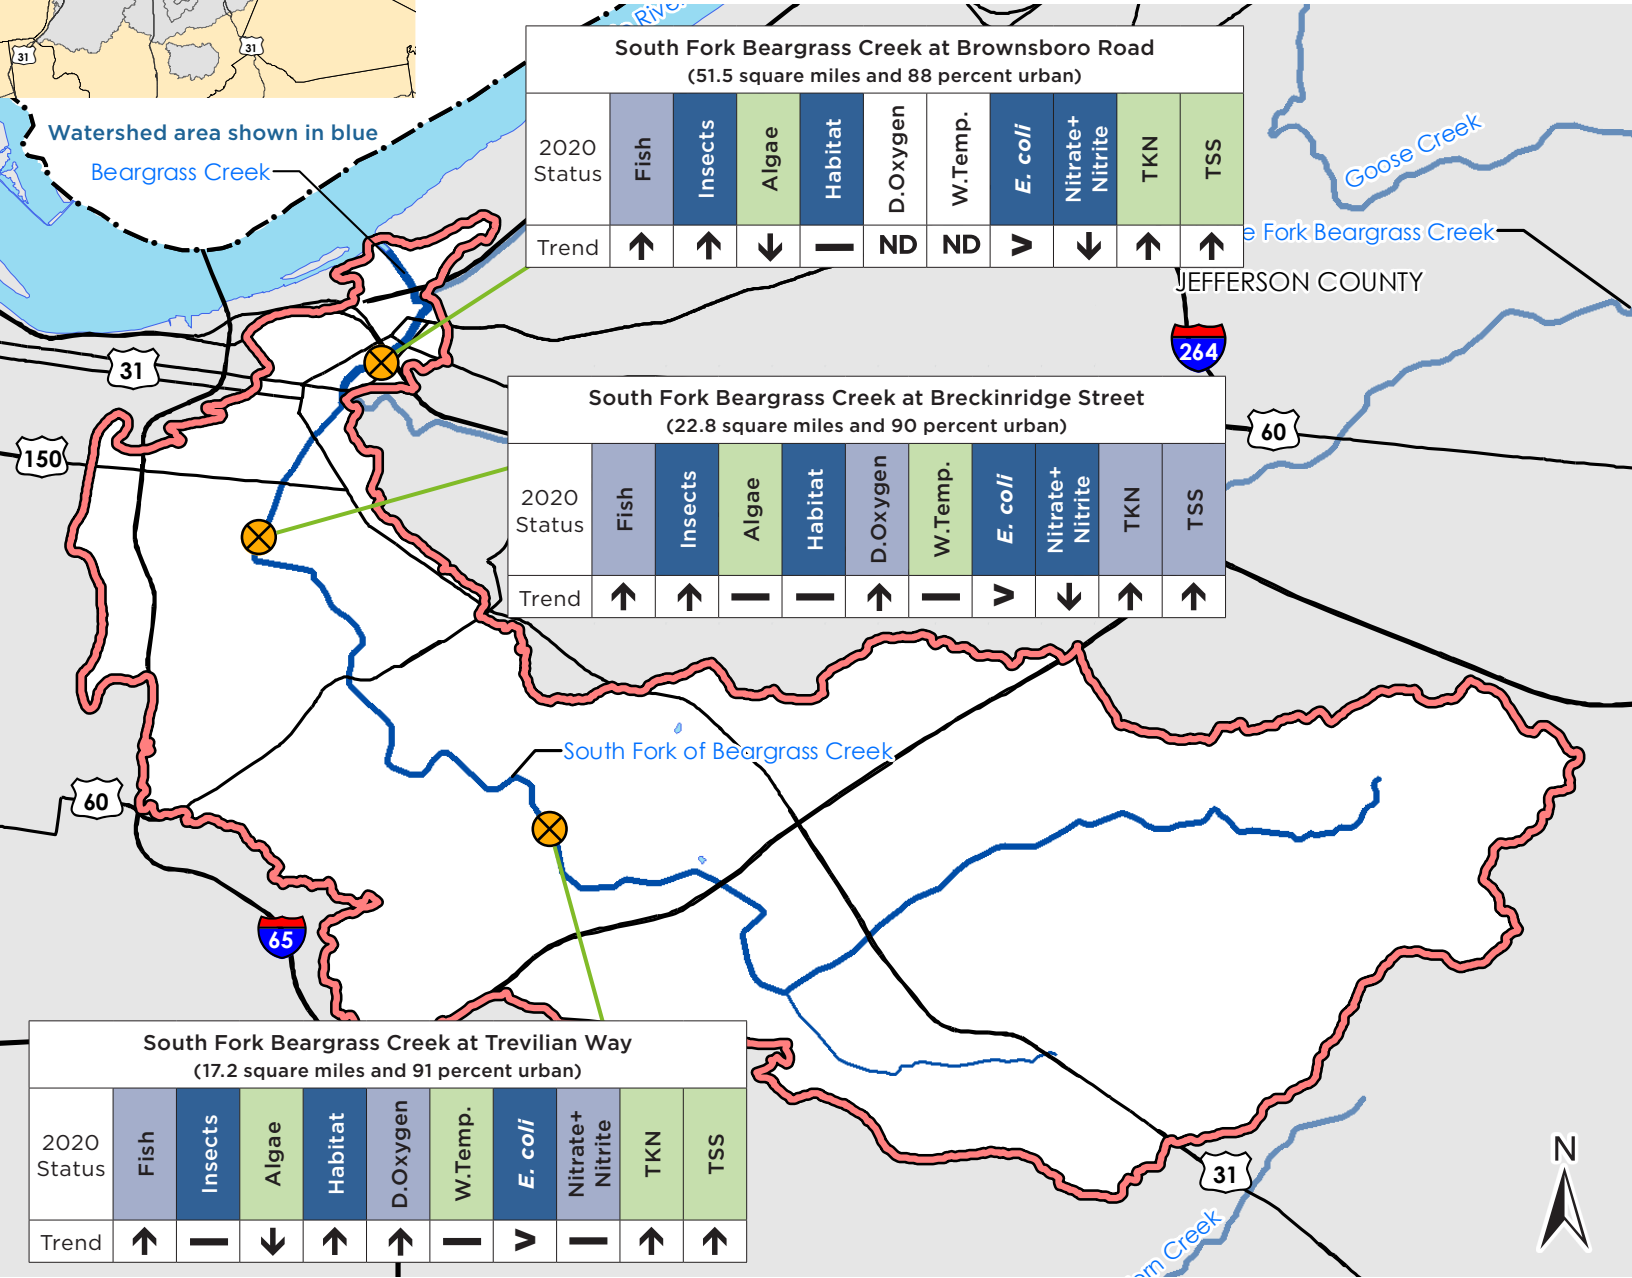 31
31
Watershed area shown in blue
Beargrass Creek
South Fork Beargrass Creek at Brownsboro Road
(51.5 square miles and 88 percent urban)
2020 Status
Fish
Insects
Algae
Habitat
D.Oxygen
W.Temp.
E. coli
Nitrate+ Nitrite
TKN
TSS
Trend
↑ ↑ ↓ — ND ND > ↓ ↑ ↑
Goose Creek
Fork Beargrass Creek
JEFFERSON COUNTY
264
31
150
60
South Fork Beargrass Creek at Breckinridge Street
(22.8 square miles and 90 percent urban)
2020 Status
Fish
Insects
Algae
Habitat
D.Oxygen
W.Temp.
E. coli
Nitrate+ Nitrite
TKN
TSS
Trend
↑ ↑ — — ↑ — > ↓ ↑ ↑
South Fork of Beargrass Creek
60
65
South Fork Beargrass Creek at Trevilian Way
(17.2 square miles and 91 percent urban)
2020 Status
Fish
Insects
Algae
Habitat
D.Oxygen
W.Temp.
E. coli
Nitrate+ Nitrite
TKN
TSS
Trend
↑ — ↓ ↑ ↑ — > — ↑ ↑
31
N
Creek